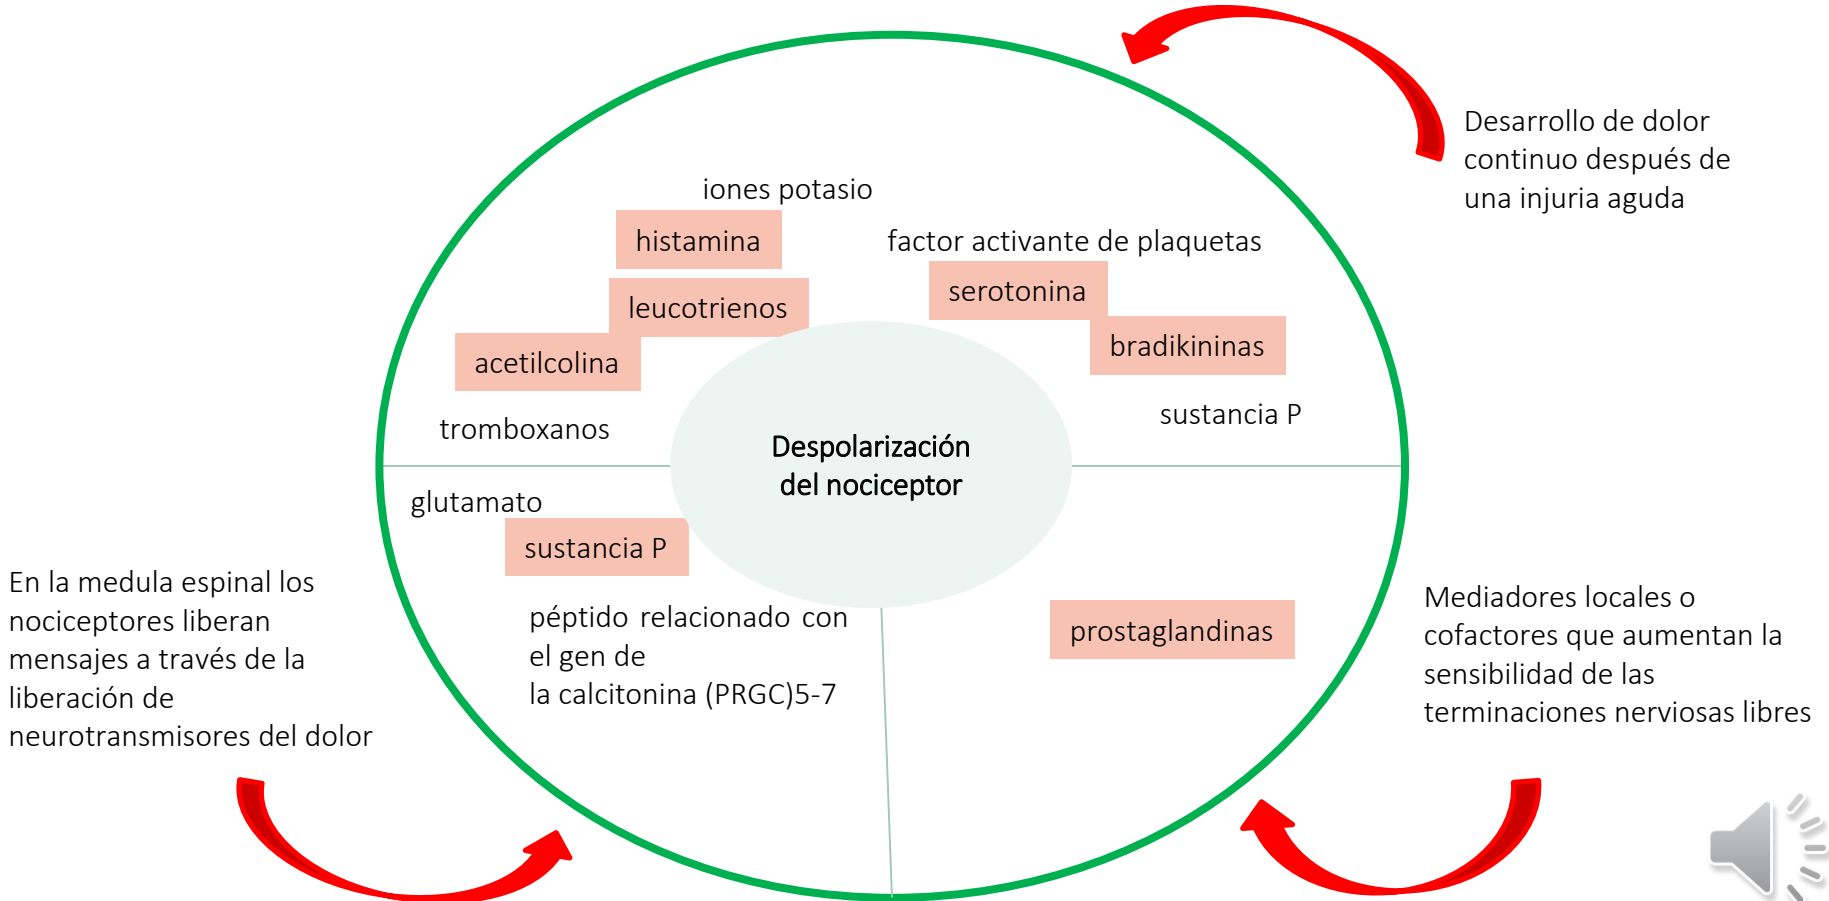 Desarrollo de dolor
continuo después de
una injuria aguda
iones potasio
histamina
factor activante de plaquetas
leucotrienos
serotonina
acetilcolina
bradikininas
tromboxanos
sustancia P
Despolarización
del nociceptor
glutamato
sustancia P
péptido relacionado con
el gen de
la calcitonina (PRGC)5-7
prostaglandinas
En la medula espinal los
nociceptores liberan
mensajes a través de la
liberación de
neurotransmisores del dolor
Mediadores locales o
cofactores que aumentan la
sensibilidad de las
terminaciones nerviosas libres